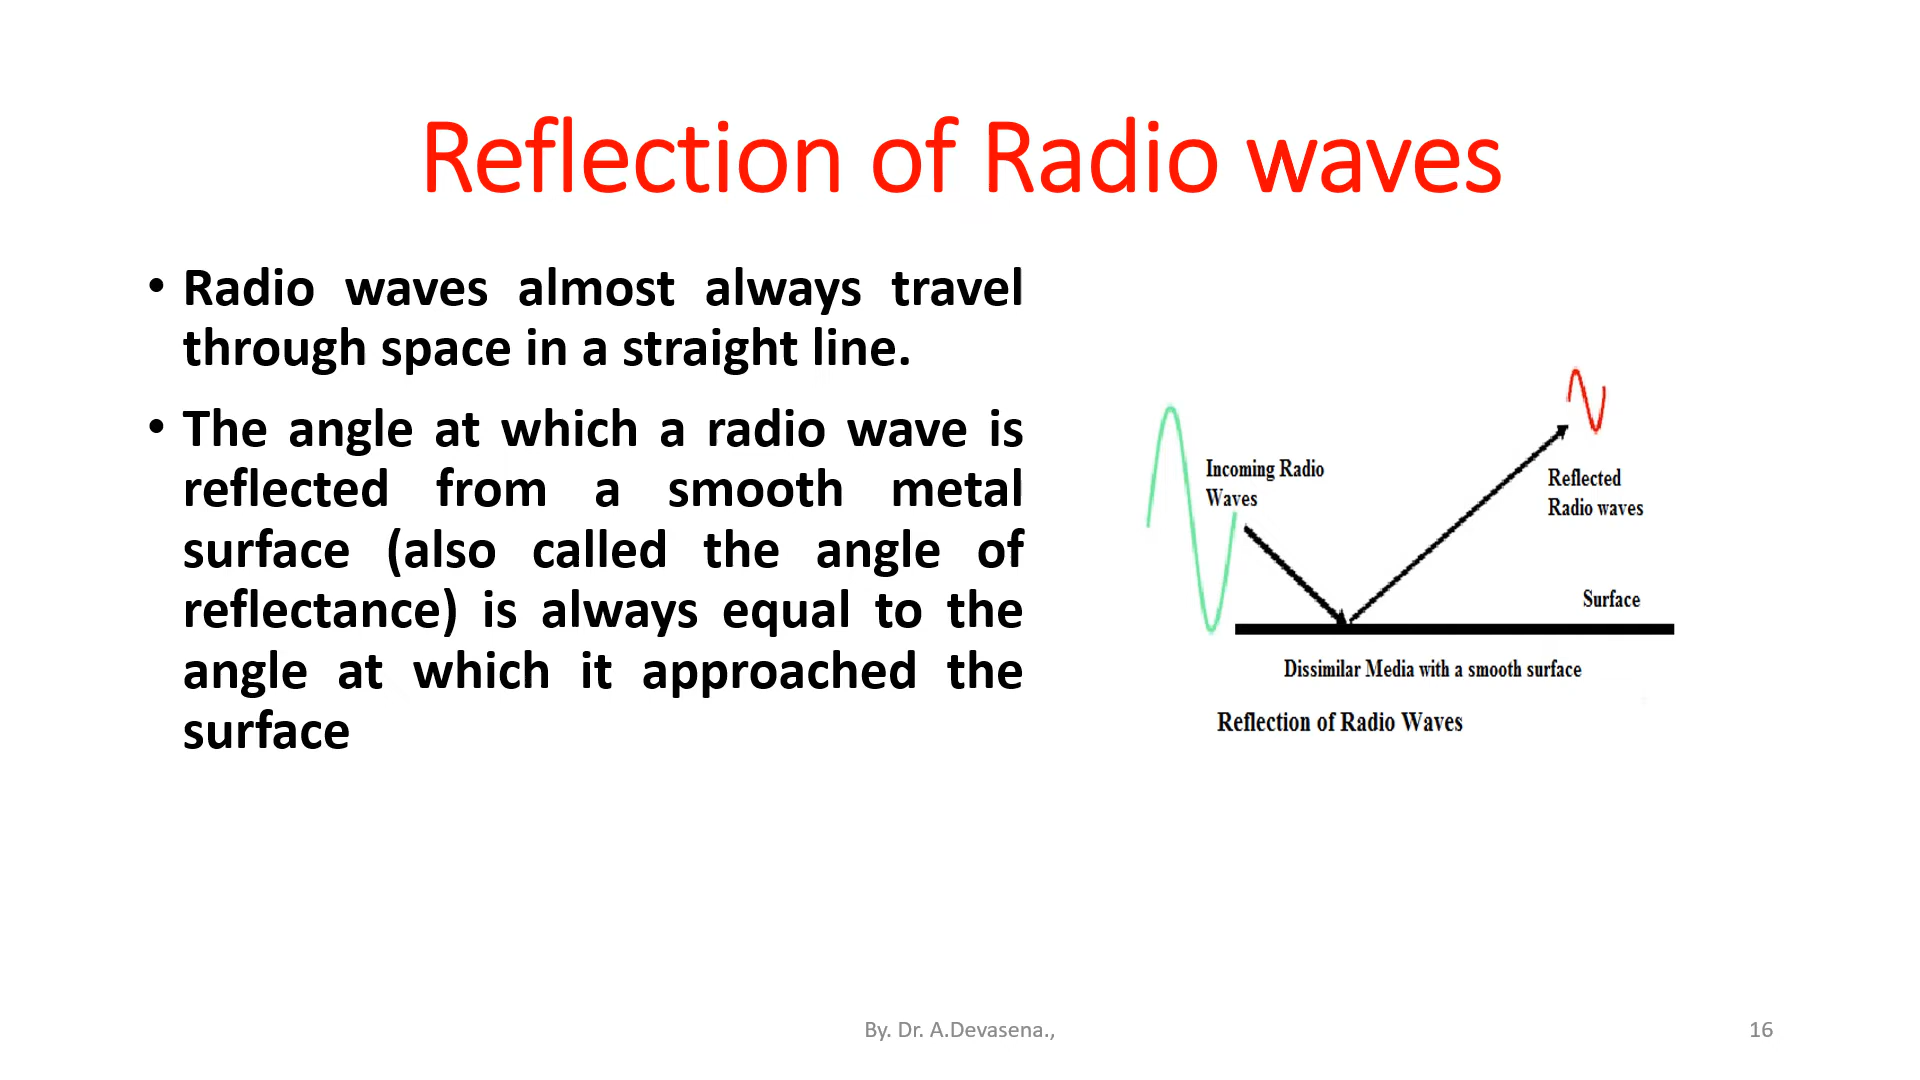 Reflection of Radio waves
• Radio waves almost always travel
through space in a straight line.
• The angle at which a radio wave is
reflected from a smooth metal
surface (also called the angle of
reflectance) is always equal to the
angle at which it approached the
surface
Incoming Radio
Waves
Reflected
Radio waves
Surface
Dissimilar Media with a smooth surface
Reflection of Radio Waves
By. Dr. A.Devasena.,
16